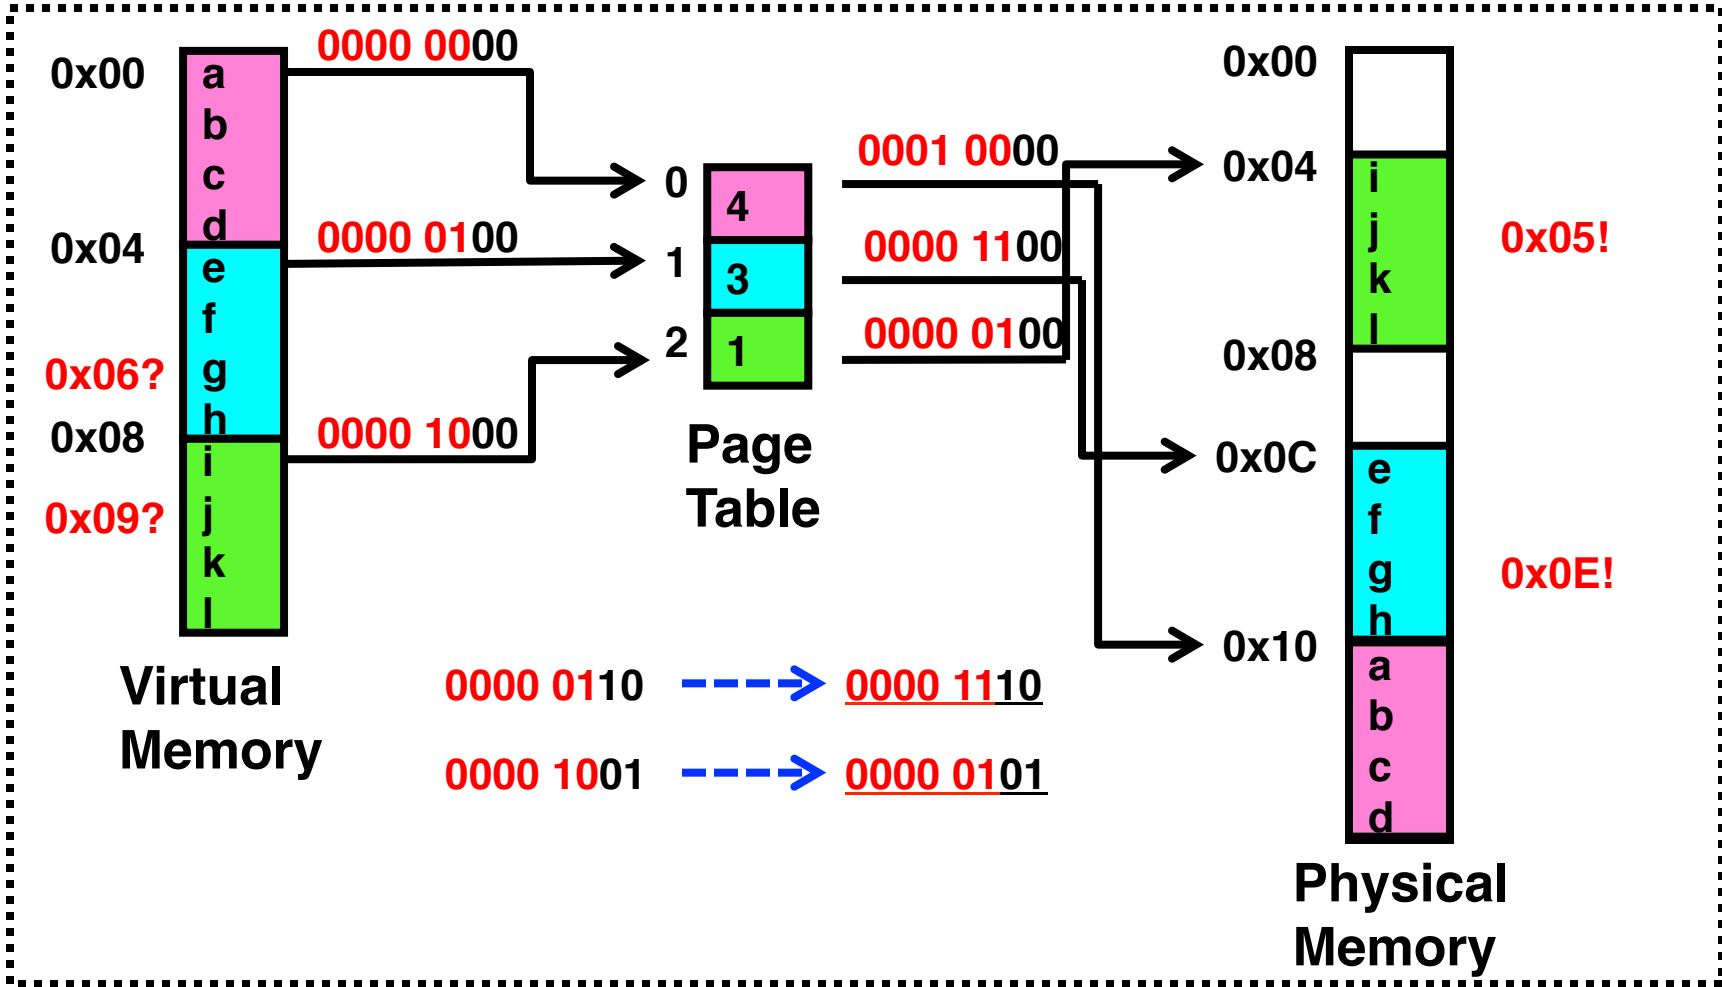 0x00
a
b
c
d
0x04
e
f
0x06?
g
h
0x08
i
0x09?
j
k
l
Virtual
Memory
0000 0000
0000 0100
0000 1000
0
4
1
3
2
1
Page
Table
0001 0000
0000 1100
0000 0100
0x00
0x04
i
j
0x05!
k
l
0x08
0x0C
e
f
g
0x0E!
h
0x10
a
b
c
d
Physical
Memory
0000 0110
0000 1110
0000 1001
0000 0101